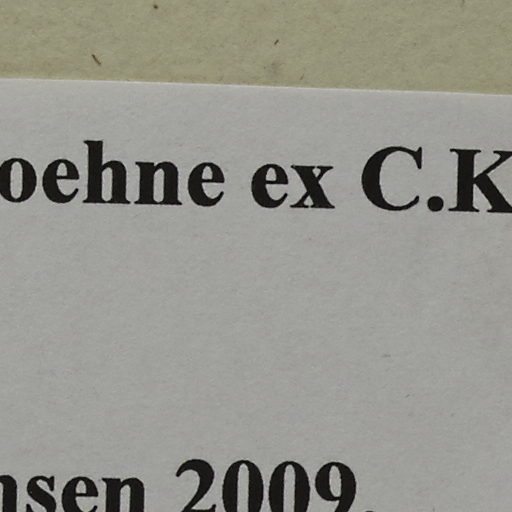 oehne ex C.K
nsen 2009.